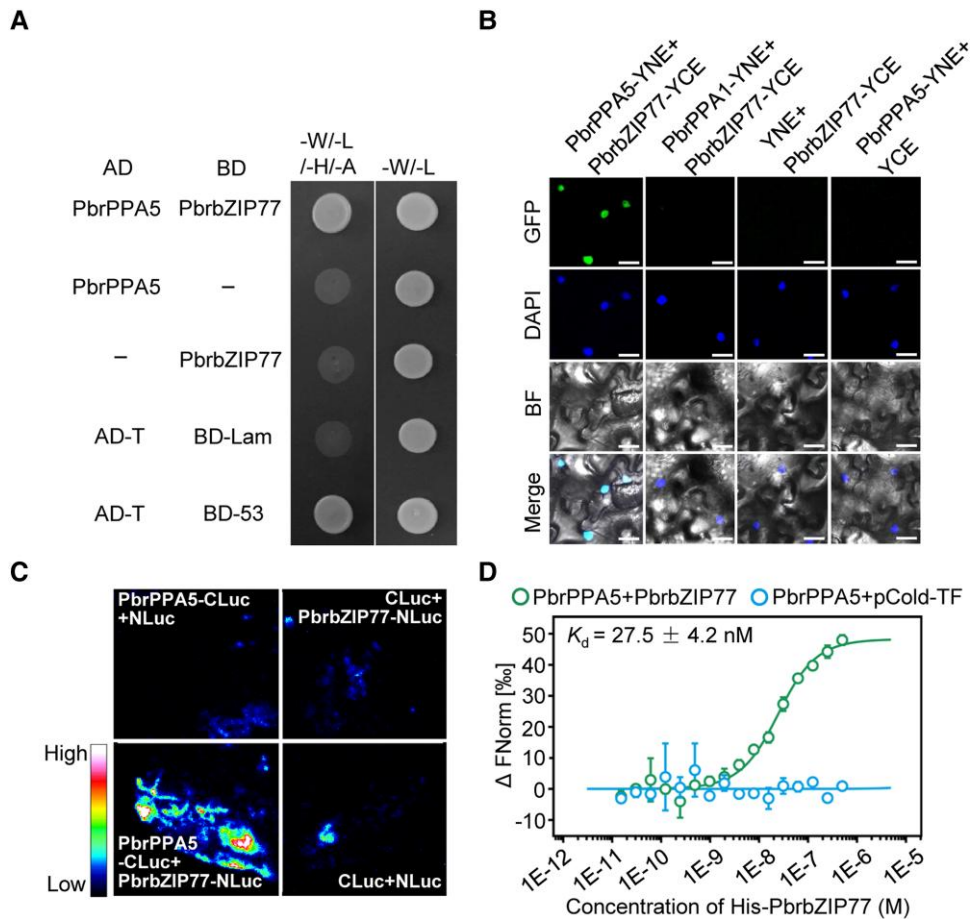 A
-W/-L
/-H/-A
-W/-L
AD
BD
PbrPPA5
PbrbZIP77
PbrPPA5
–
–
PbrbZIP77
AD-T
BD-Lam
AD-T
BD-53
B
PbrPPA5-YNE+
PbrbZIP77-YCE
PbrPPA1-YNE+
PbrbZIP77-YCE
YNE+
PbrbZIP77-YCE
PbrPPA5-YNE+
YCE
GFP
DAPI
BF
Merge
C
PbrPPA5-CLuc
+NLuc
CLuc+
PbrbZIP77-NLuc
High
Low
PbrPPA5
-CLuc+
PbrbZIP77-NLuc
CLuc+NLuc
D
PbrPPA5+PbrbZIP77
PbrPPA5+pCold-TF
Kd = 27.5 ± 4.2 nM
Δ FNorm [‰]
50
40
30
20
10
0
-10
1E-12
1E-11
1E-10
1E-9
1E-8
1E-7
1E-6
1E-5
Concentration of His-PbrbZIP77 (M)